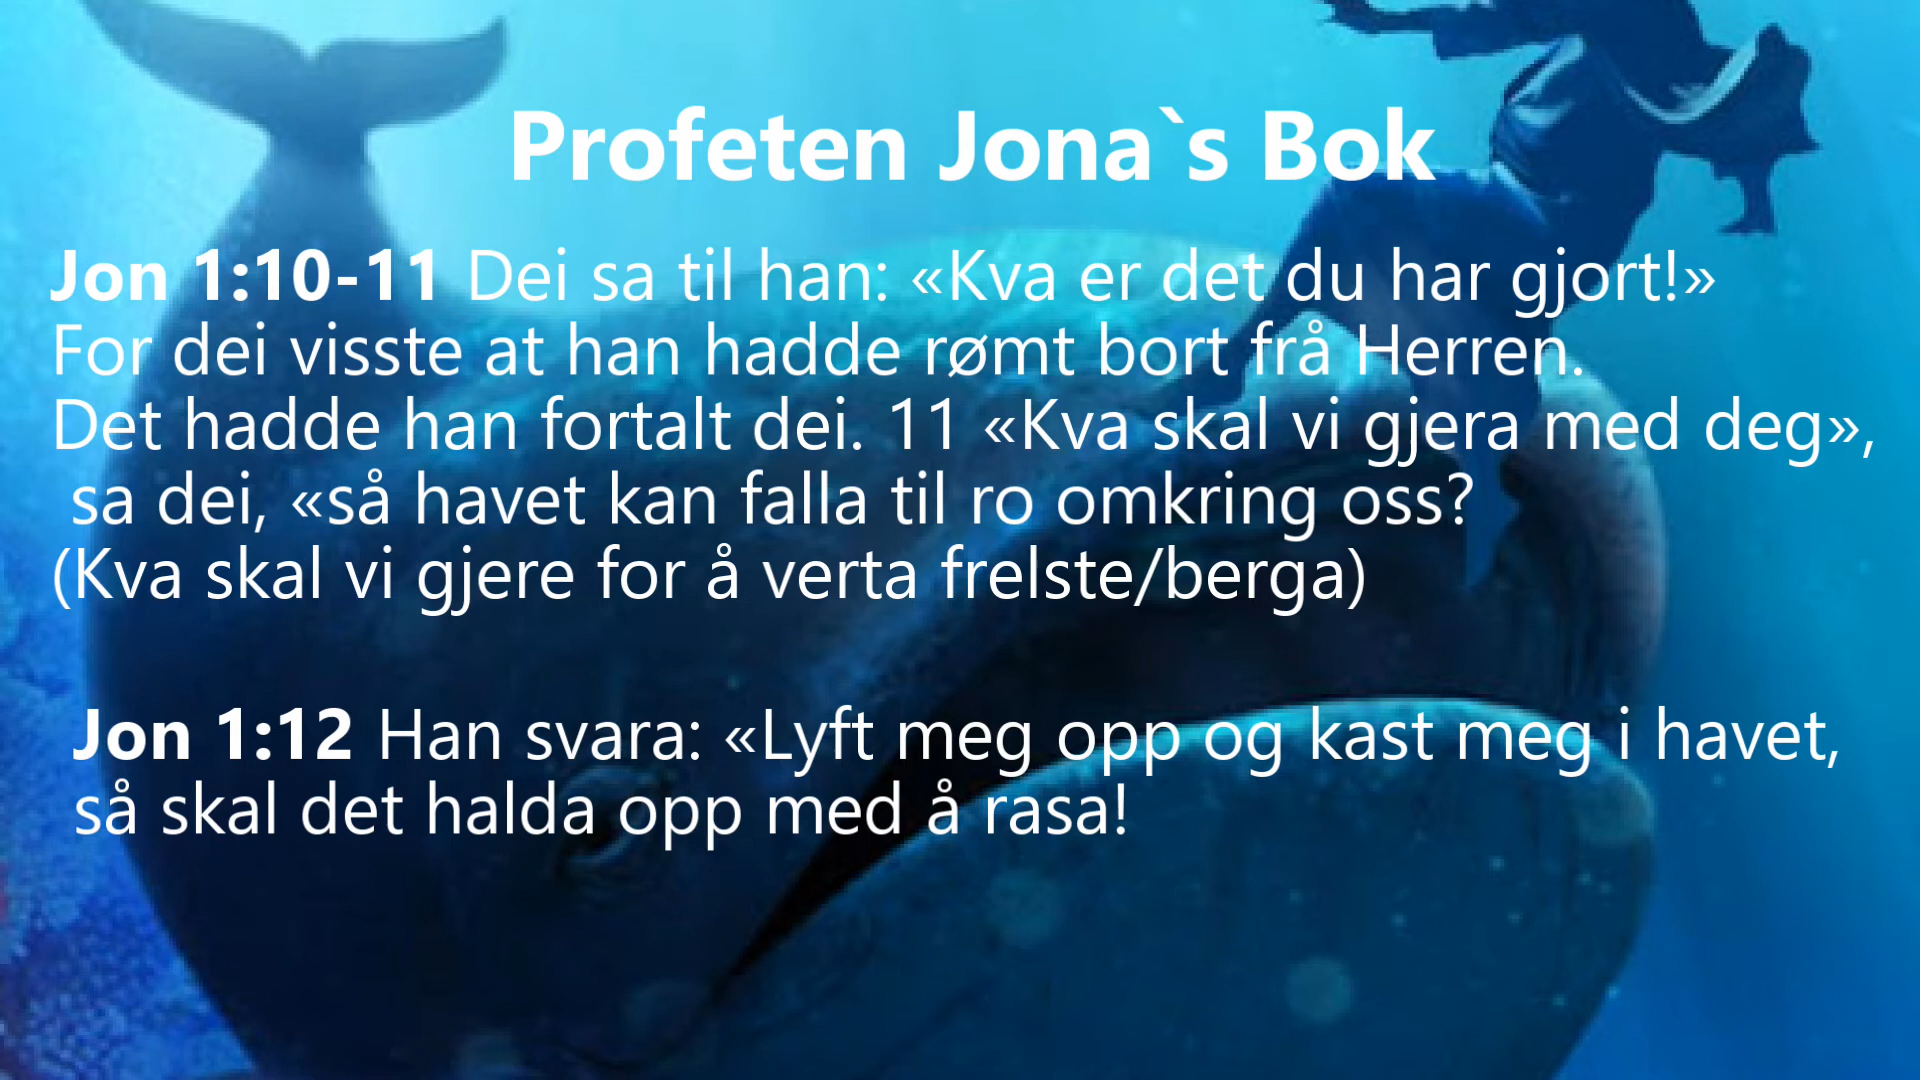 Profeten Jona`s Bok
Jon 1:10-11 Dei sa til han: «Kva er det du har gjort!»
For dei visste at han hadde rømt bort frå Herren.
Det hadde han fortalt dei. 11 «Kva skal vi gjera med deg»,
sa dei, «så havet kan falla til ro omkring oss?
(Kva skal vi gjere for å verta frelste/berga)
Jon 1:12 Han svara: «Lyft meg opp og kast meg i havet,
så skal det halda opp med å rasa!